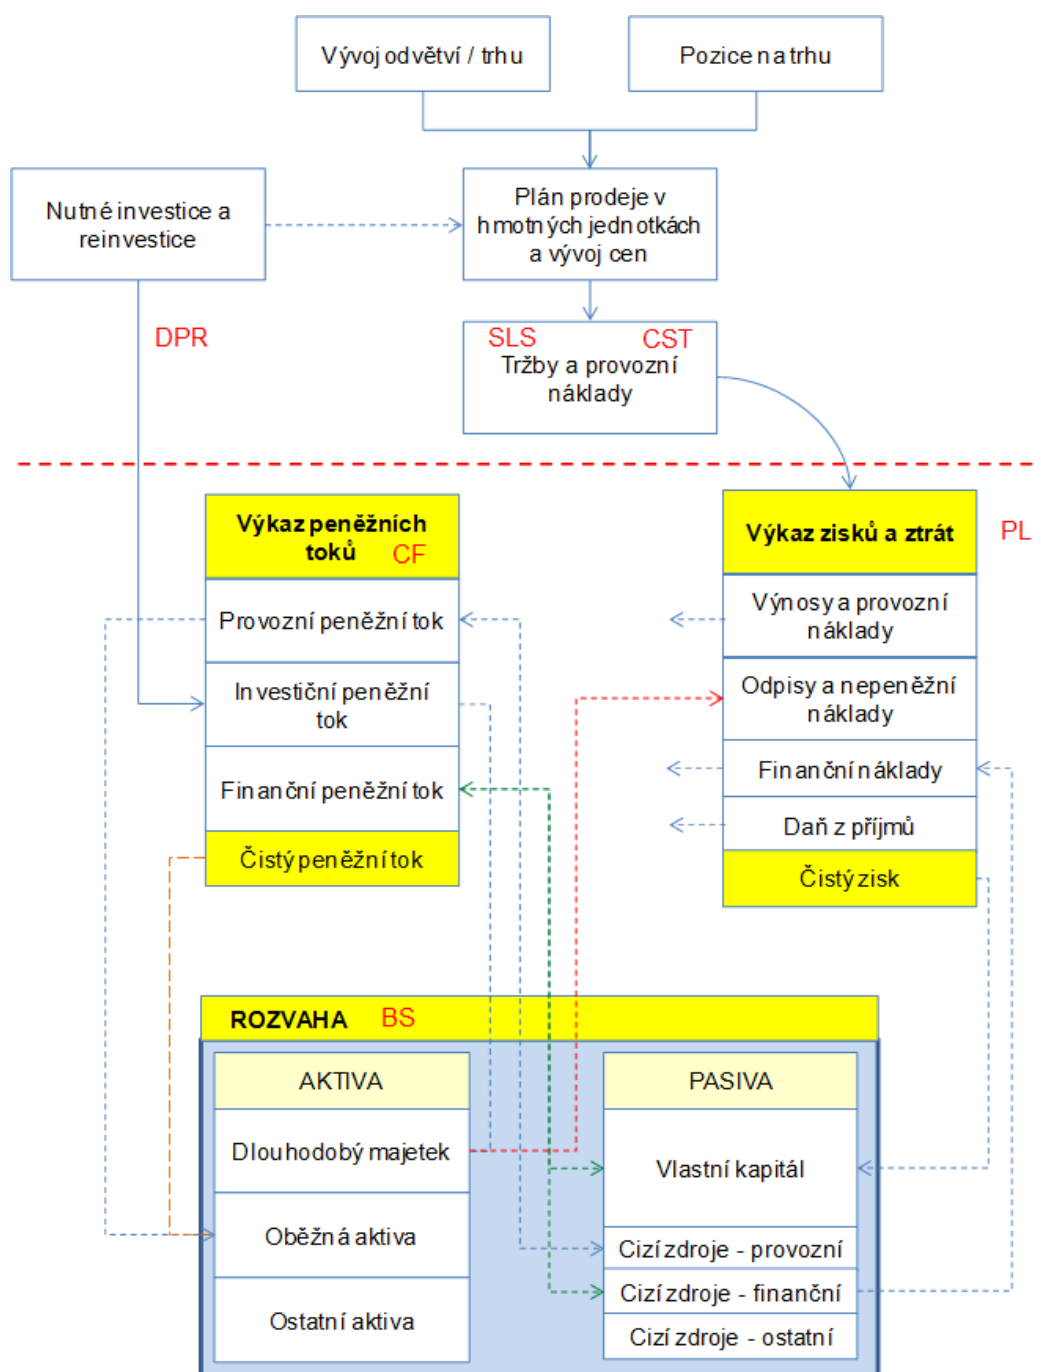 Vývoj odvětví / trhu
Pozice na trhu
Nutné investice a
reinvestice
Plán prodeje v
hmotných jednotkách
a vývoj cen
DPR
SLS CST
Tržby a provozní
náklady
Výkaz peněžních
toků CF
Provozní peněžní tok
Investiční peněžní
tok
Finanční peněžní tok
Čistý peněžní tok
Výkaz zisků a ztrát
PL
Výnosy a provozní
náklady
Odpisy a nepeněžní
náklady
Finanční náklady
Daň z příjmů
Čistý zisk
ROZVAHA BS
AKTIVA
Dlouhodobý majetek
Oběžná aktiva
Ostatní aktiva
PASIVA
Vlastní kapitál
Cizí zdroje - provozní
Cizí zdroje - finanční
Cizí zdroje - ostatní